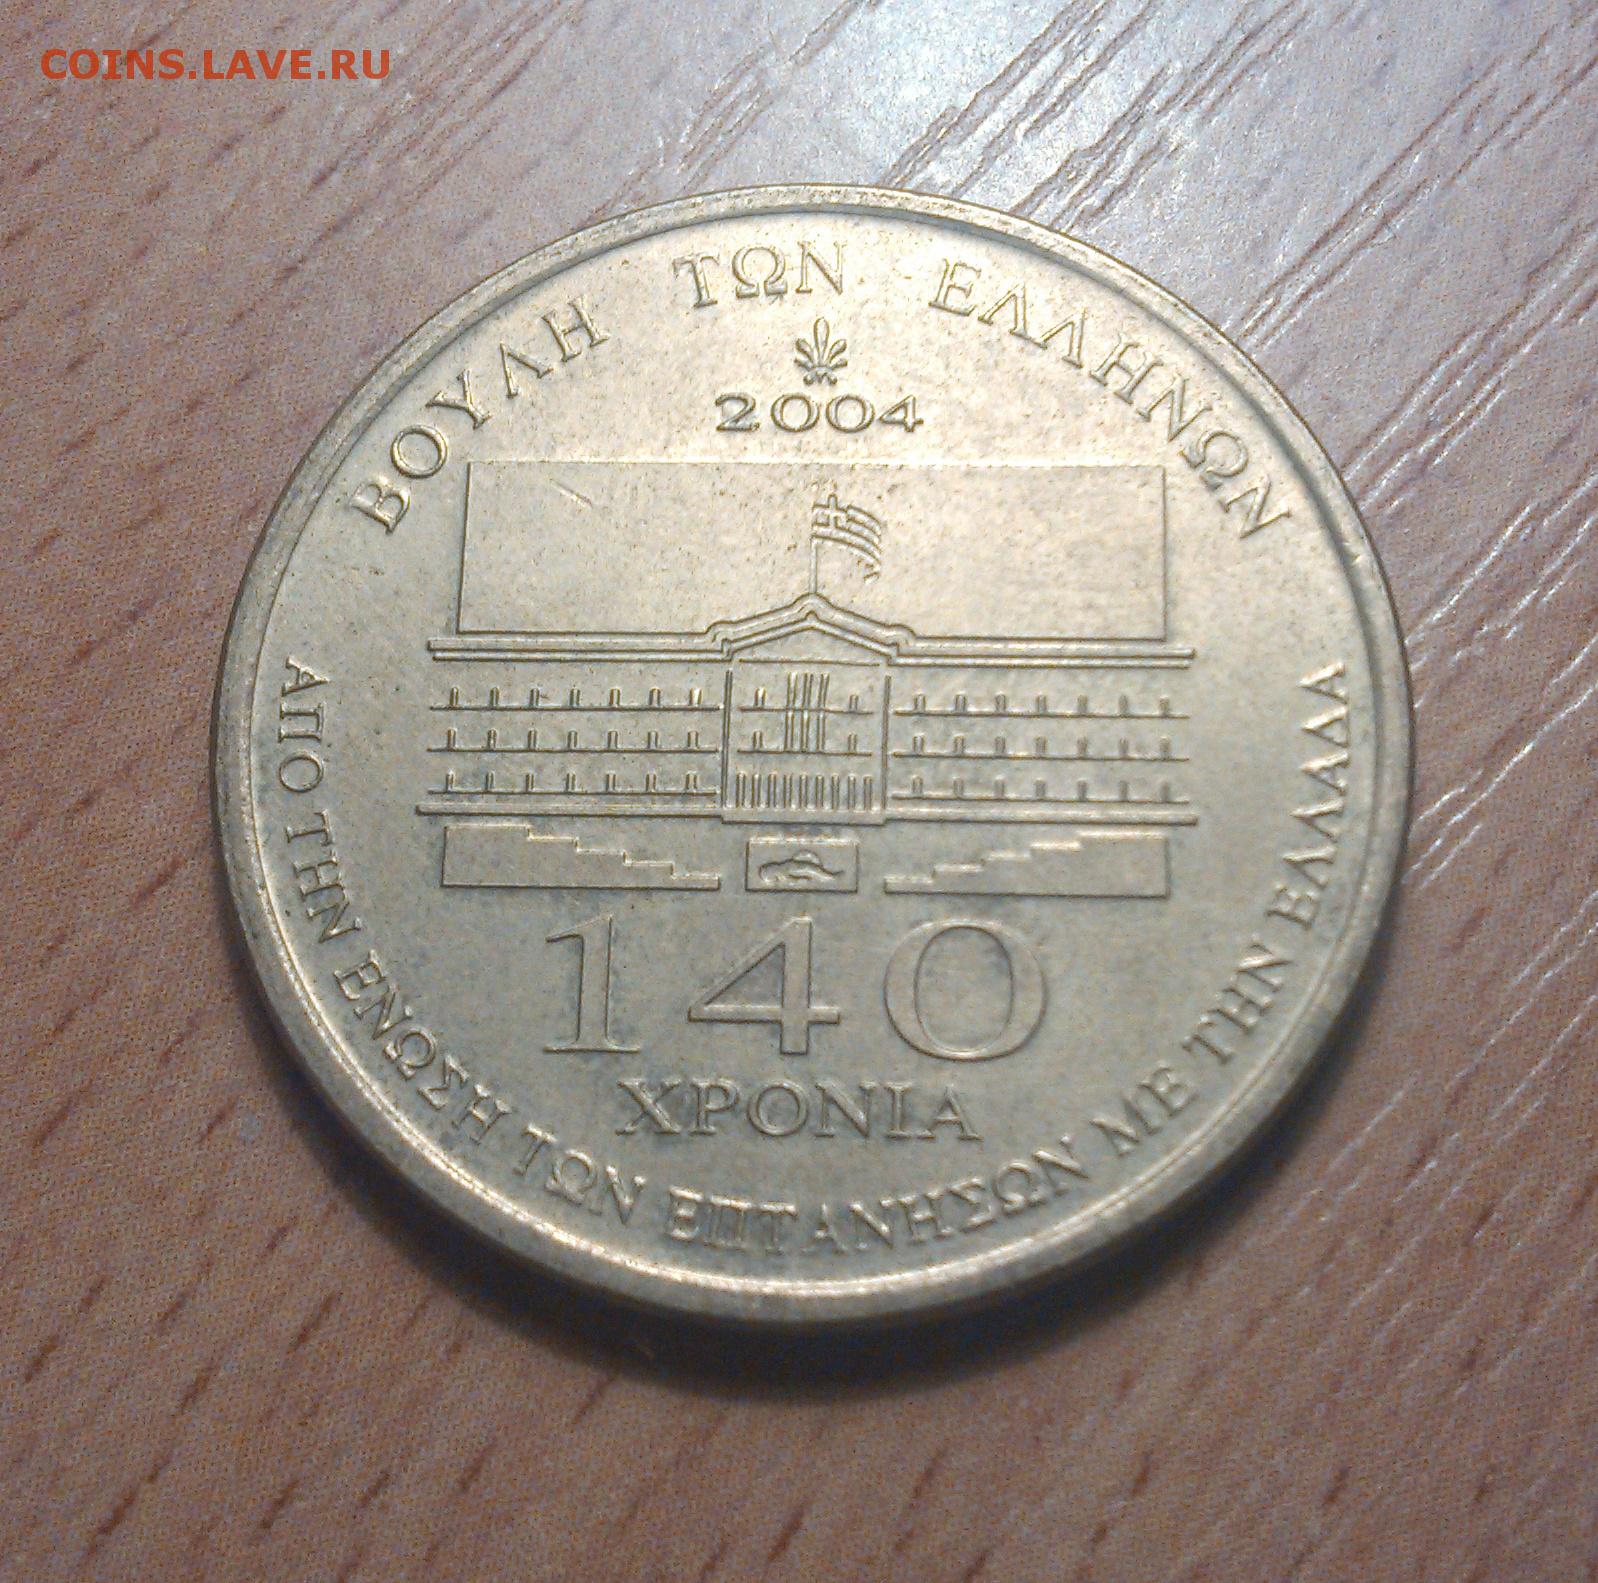 COINS.LAVE.RU
ΒΟΥΛΗ ΤΩΝ ΕΛΛΗΝΩΝ
2004
140
ΧΡΟΝΙΑ
ΑΠΟ ΤΗΝ ΕΝΩΣΗ ΤΩΝ ΕΠΤΑΝΗΣΩΝ ΜΕ ΤΗΝ ΕΛΛΑΔΑ